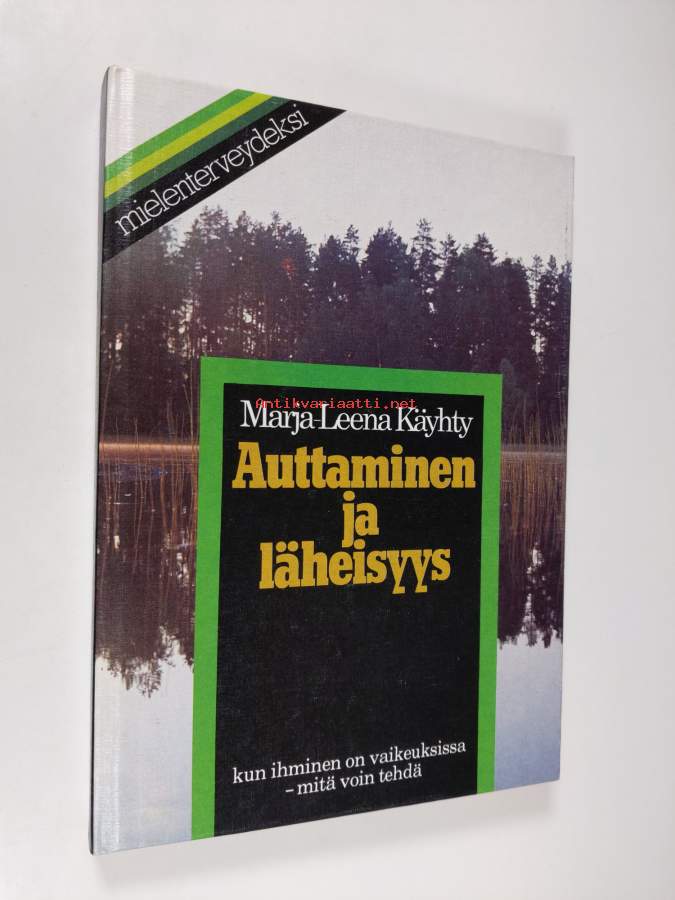 mielenterveydeksi
Antikvariaatti.net
Marja-Leena Käyhty
Auttaminen
ja
läheisyys
kun ihminen on vaikeuksissa
– mitä voin tehdä